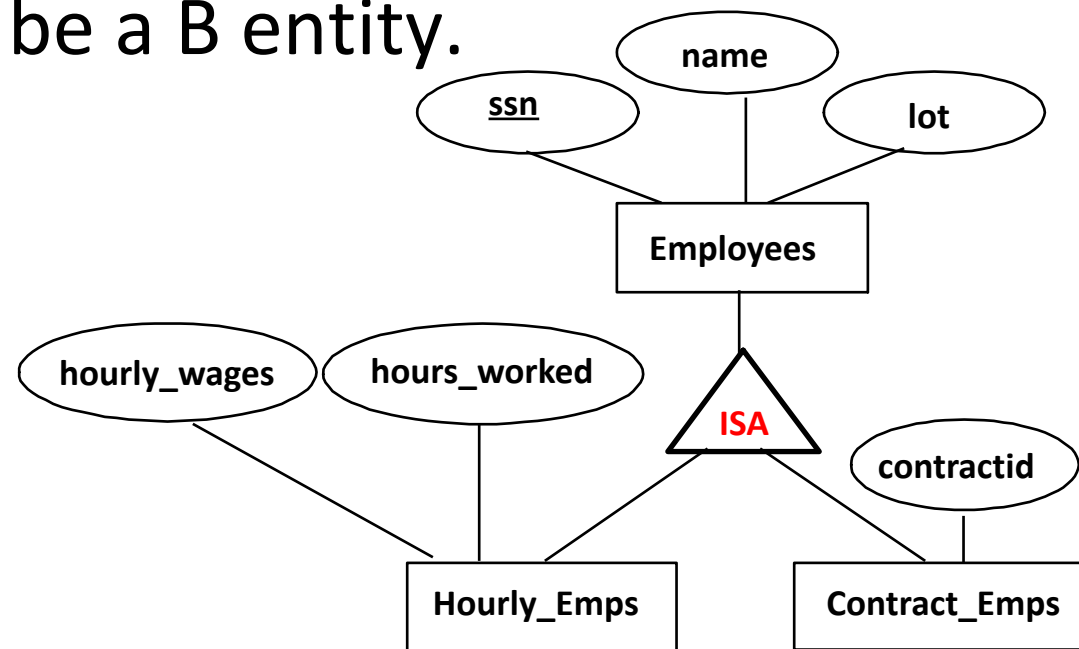 be a B entity.
name
ssn
lot
Employees
hourly_wages
hours_worked
ISA
contractid
Hourly_Emps
Contract_Emps